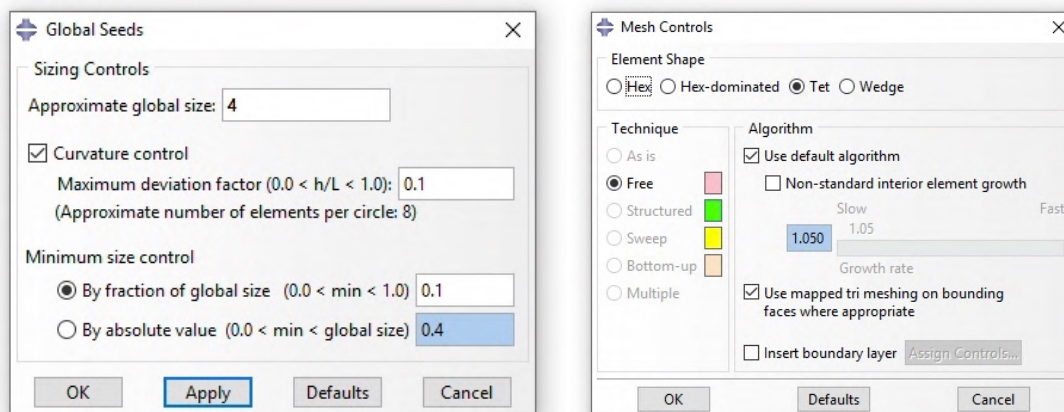 Global Seeds
Sizing Controls
Approximate global size: 4
Curvature control
Maximum deviation factor (0.0 < h/L < 1.0): 0.1
(Approximate number of elements per circle: 8)
Minimum size control
By fraction of global size (0.0 < min < 1.0) 0.1
By absolute value (0.0 < min < global size) 0.4
OK Apply Defaults Cancel
Mesh Controls
Element Shape
Hex Hex-dominated Tet Wedge
Technique
As is
Free
Structured
Sweep
Bottom-up
Multiple
Algorithm
Use default algorithm
Non-standard interior element growth
Slow Fast
1.05
1.050
Growth rate
Use mapped tri meshing on bounding
faces where appropriate
Insert boundary layer Assign Controls...
OK Defaults Cancel